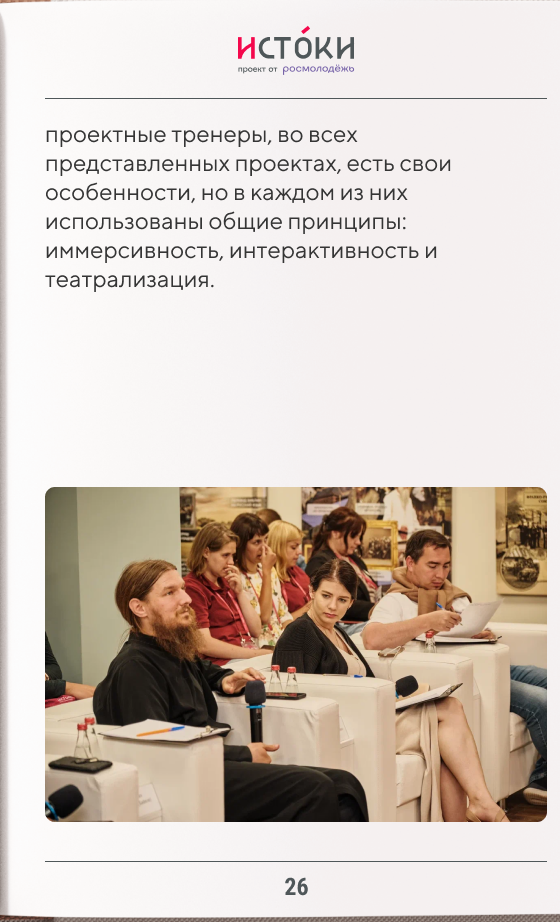 ИСТО́КИ
проект от росмолодёжь
проектные тренеры, во всех
представленных проектах, есть свои
особенности, но в каждом из них
использованы общие принципы:
иммерсивность, интерактивность и
театрализация.
26